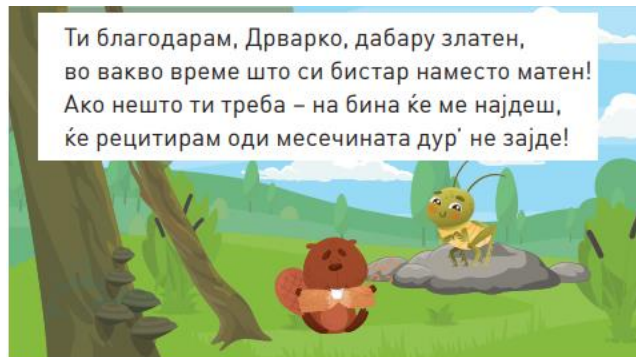 Ти благодарам, Дрварко, дабару златен,
во вакво време што си бистар наместо матен!
Ако нешто ти треба – на бина ќе ме најдеш,
ќе рецитирам оди месечината дур' не зајде!